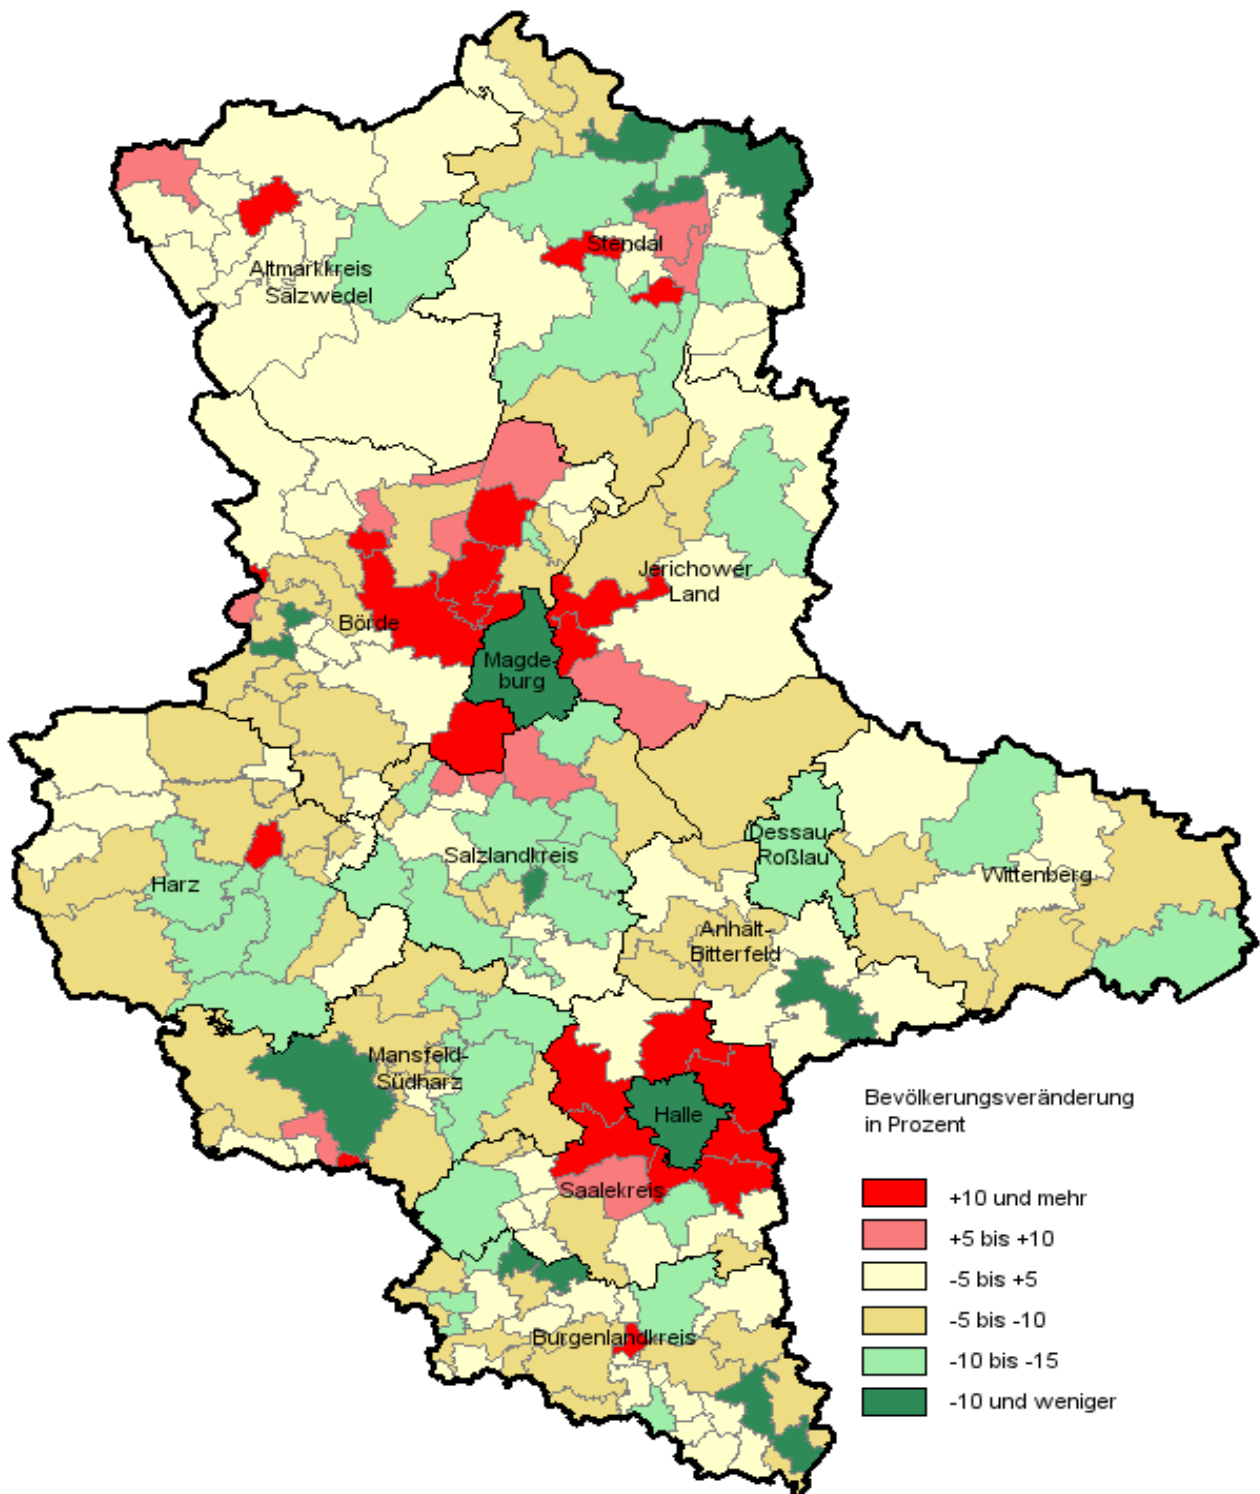 Stendal
Altmarkkreis
Salzwedel
Jerichower
Land
Börde
Magde-
burg
Dessau-
Roßlau
Salzlandkreis
Harz
Wittenberg
Anhalt-
Bitterfeld
Mansfeld-
Südharz
Halle
Saalekreis
Burgenlandkreis
Bevölkerungsveränderung
in Prozent
+10 und mehr
+5 bis +10
-5 bis +5
-5 bis -10
-10 bis -15
-10 und weniger